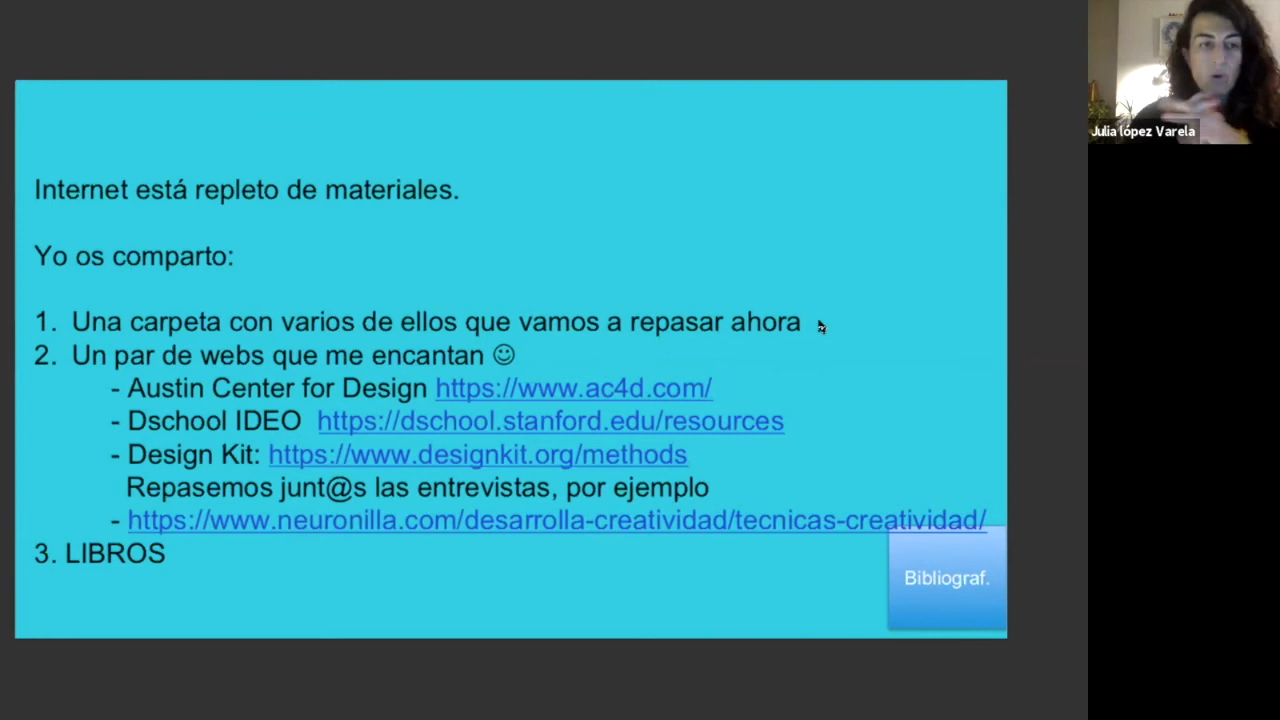 Internet está repleto de materiales.
Yo os comparto:
1. Una carpeta con varios de ellos que vamos a repasar ahora
2. Un par de webs que me encantan ☺
- Austin Center for Design https://www.ac4d.com/
- Dschool IDEO https://dschool.stanford.edu/resources
- Design Kit: https://www.designkit.org/methods
Repasemos junt@s las entrevistas, por ejemplo
- https://www.neuronilla.com/desarrolla-creatividad/tecnicas-creatividad/
3. LIBROS
Bibliograf.
Julia lópez Varela